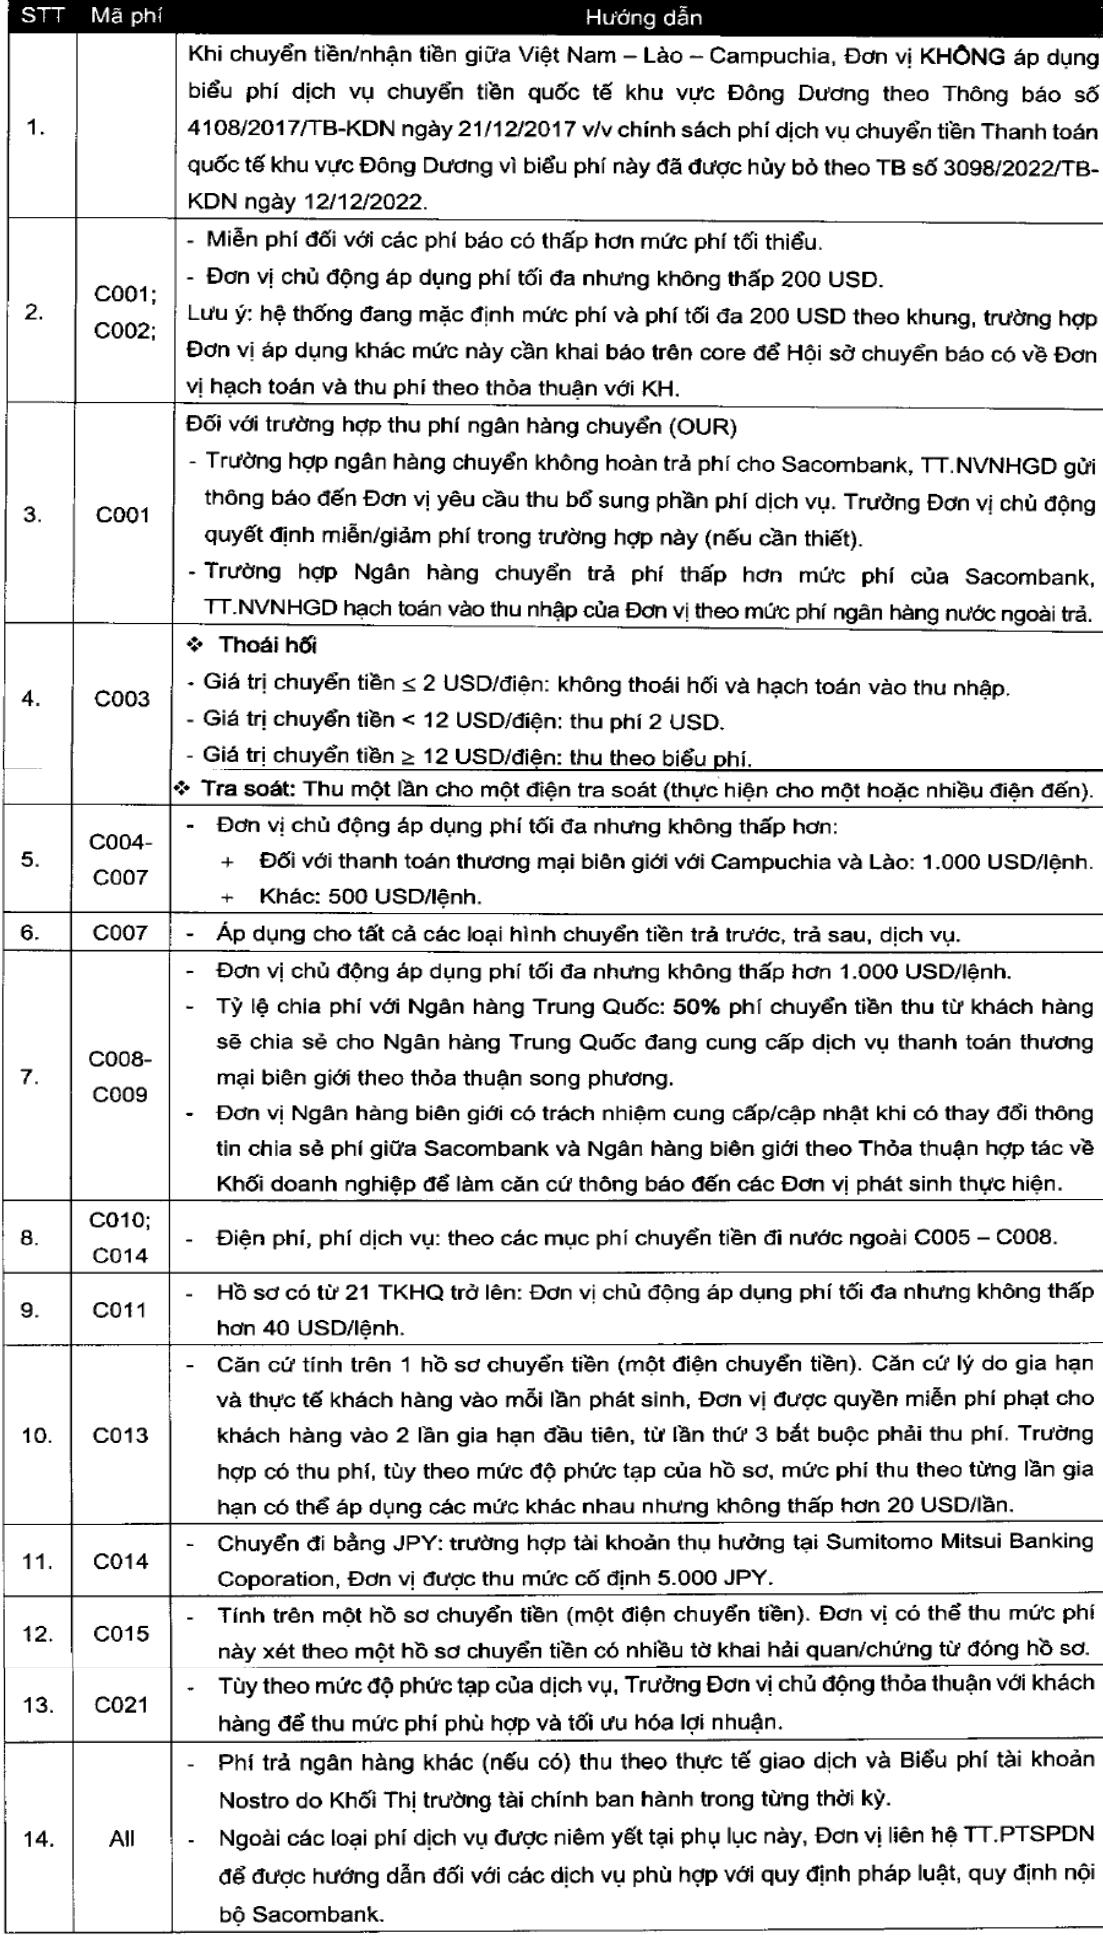 STT Mã phí Hướng dẫn
1.
Khi chuyển tiền/nhận tiền giữa Việt Nam – Lào – Campuchia, Đơn vị KHÔNG áp dụng
biểu phí dịch vụ chuyển tiền quốc tế khu vực Đông Dương theo Thông báo số
4108/2017/TB-KDN ngày 21/12/2017 v/v chính sách phí dịch vụ chuyển tiền Thanh toán
quốc tế khu vực Đông Dương vì biểu phí này đã được hủy bỏ theo TB số 3098/2022/TB-
KDN ngày 12/12/2022.
2.
C001;
C002;
- Miễn phí đối với các phí báo có thấp hơn mức phí tối thiểu.
- Đơn vị chủ động áp dụng phí tối đa nhưng không thấp 200 USD.
Lưu ý: hệ thống đang mặc định mức phí và phí tối đa 200 USD theo khung, trường hợp
Đơn vị áp dụng khác mức này cần khai báo trên core để Hội sở chuyển báo có về Đơn
vị hạch toán và thu phí theo thỏa thuận với KH.
3.
C001
Đối với trường hợp thu phí ngân hàng chuyển (OUR)
- Trường hợp ngân hàng chuyển không hoàn trả phí cho Sacombank, TT.NVNHGD gửi
thông báo đến Đơn vị yêu cầu thu bổ sung phần phí dịch vụ. Trưởng Đơn vị chủ động
quyết định miễn/giảm phí trong trường hợp này (nếu cần thiết).
- Trường hợp Ngân hàng chuyển trả phí thấp hơn mức phí của Sacombank,
TT.NVNHGD hạch toán vào thu nhập của Đơn vị theo mức phí ngân hàng nước ngoài trả.
4.
C003
❖ Thoái hối
- Giá trị chuyển tiền ≤ 2 USD/điện: không thoái hối và hạch toán vào thu nhập.
- Giá trị chuyển tiền < 12 USD/điện: thu phí 2 USD.
- Giá trị chuyển tiền ≥ 12 USD/điện: thu theo biểu phí.
❖ Tra soát: Thu một lần cho một điện tra soát (thực hiện cho một hoặc nhiều điện đến).
5.
C004-
C007
- Đơn vị chủ động áp dụng phí tối đa nhưng không thấp hơn:
+ Đối với thanh toán thương mại biên giới với Campuchia và Lào: 1.000 USD/lệnh.
+ Khác: 500 USD/lệnh.
6.
C007
- Áp dụng cho tất cả các loại hình chuyển tiền trả trước, trả sau, dịch vụ.
7.
C008-
C009
- Đơn vị chủ động áp dụng phí tối đa nhưng không thấp hơn 1.000 USD/lệnh.
- Tỷ lệ chia phí với Ngân hàng Trung Quốc: 50% phí chuyển tiền thu từ khách hàng
sẽ chia sẻ cho Ngân hàng Trung Quốc đang cung cấp dịch vụ thanh toán thương
mại biên giới theo thỏa thuận song phương.
- Đơn vị Ngân hàng biên giới có trách nhiệm cung cấp/cập nhật khi có thay đổi thông
tin chia sẻ phí giữa Sacombank và Ngân hàng biên giới theo Thỏa thuận hợp tác về
Khối doanh nghiệp để làm căn cứ thông báo đến các Đơn vị phát sinh thực hiện.
8.
C010;
C014
- Điện phí, phí dịch vụ: theo các mục phí chuyển tiền đi nước ngoài C005 – C008.
9.
C011
- Hồ sơ có từ 21 TKHQ trở lên: Đơn vị chủ động áp dụng phí tối đa nhưng không thấp
hơn 40 USD/lệnh.
10.
C013
- Căn cứ tính trên 1 hồ sơ chuyển tiền (một điện chuyển tiền). Căn cứ lý do gia hạn
và thực tế khách hàng vào mỗi lần phát sinh, Đơn vị được quyền miễn phí phạt cho
khách hàng vào 2 lần gia hạn đầu tiên, từ lần thứ 3 bắt buộc phải thu phí. Trường
hợp có thu phí, tùy theo mức độ phức tạp của hồ sơ, mức phí thu theo từng lần gia
hạn có thể áp dụng các mức khác nhau nhưng không thấp hơn 20 USD/lần.
11.
C014
- Chuyển đi bằng JPY: trường hợp tài khoản thụ hưởng tại Sumitomo Mitsui Banking
Coporation, Đơn vị được thu mức cố định 5.000 JPY.
12.
C015
- Tính trên một hồ sơ chuyển tiền (một điện chuyển tiền). Đơn vị có thể thu mức phí
này xét theo một hồ sơ chuyển tiền có nhiều tờ khai hải quan/chứng từ đóng hồ sơ.
13.
C021
- Tùy theo mức độ phức tạp của dịch vụ, Trưởng Đơn vị chủ động thỏa thuận với khách
hàng để thu mức phí phù hợp và tối ưu hóa lợi nhuận.
14.
All
- Phí trả ngân hàng khác (nếu có) thu theo thực tế giao dịch và Biểu phí tài khoản
Nostro do Khối Thị trường tài chính ban hành trong từng thời kỳ.
- Ngoài các loại phí dịch vụ được niêm yết tại phụ lục này, Đơn vị liên hệ TT.PTSPDN
để được hướng dẫn đối với các dịch vụ phù hợp với quy định pháp luật, quy định nội
bộ Sacombank.